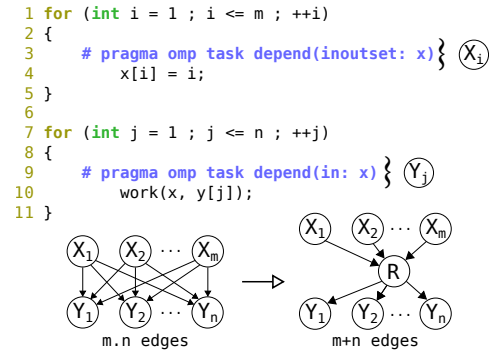 1 for (int i = 1 ; i <= m ; ++i)
2 {
3     # pragma omp task depend(inoutset: x) Xi
4         x[i] = i;
5 }
6
7 for (int j = 1 ; j <= n ; ++j)
8 {
9     # pragma omp task depend(in: x) Yj
10         work(x, y[j]);
11 }
X1 X2 ··· Xm
Y1 Y2 ··· Yn
m.n edges
X1 X2 ··· Xm
R
Y1 Y2 ··· Yn
m+n edges